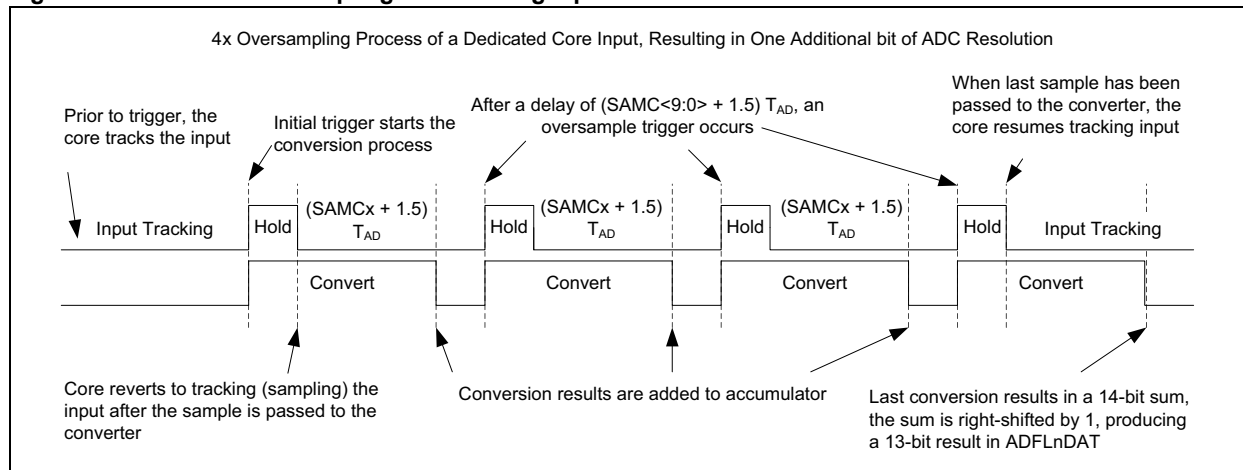 4x Oversampling Process of a Dedicated Core Input, Resulting in One Additional bit of ADC Resolution
Prior to trigger, the
core tracks the input
Initial trigger starts the
conversion process
After a delay of (SAMC<9:0> + 1.5) TAD, an
oversample trigger occurs
When last sample has been
passed to the converter, the
core resumes tracking input
Input Tracking
Hold
(SAMCx + 1.5)
TAD
Hold
(SAMCx + 1.5)
TAD
Hold
(SAMCx + 1.5)
TAD
Hold
Input Tracking
Convert
Convert
Convert
Convert
Core reverts to tracking (sampling) the
input after the sample is passed to the
converter
Conversion results are added to accumulator
Last conversion results in a 14-bit sum,
the sum is right-shifted by 1, producing
a 13-bit result in ADFLnDAT